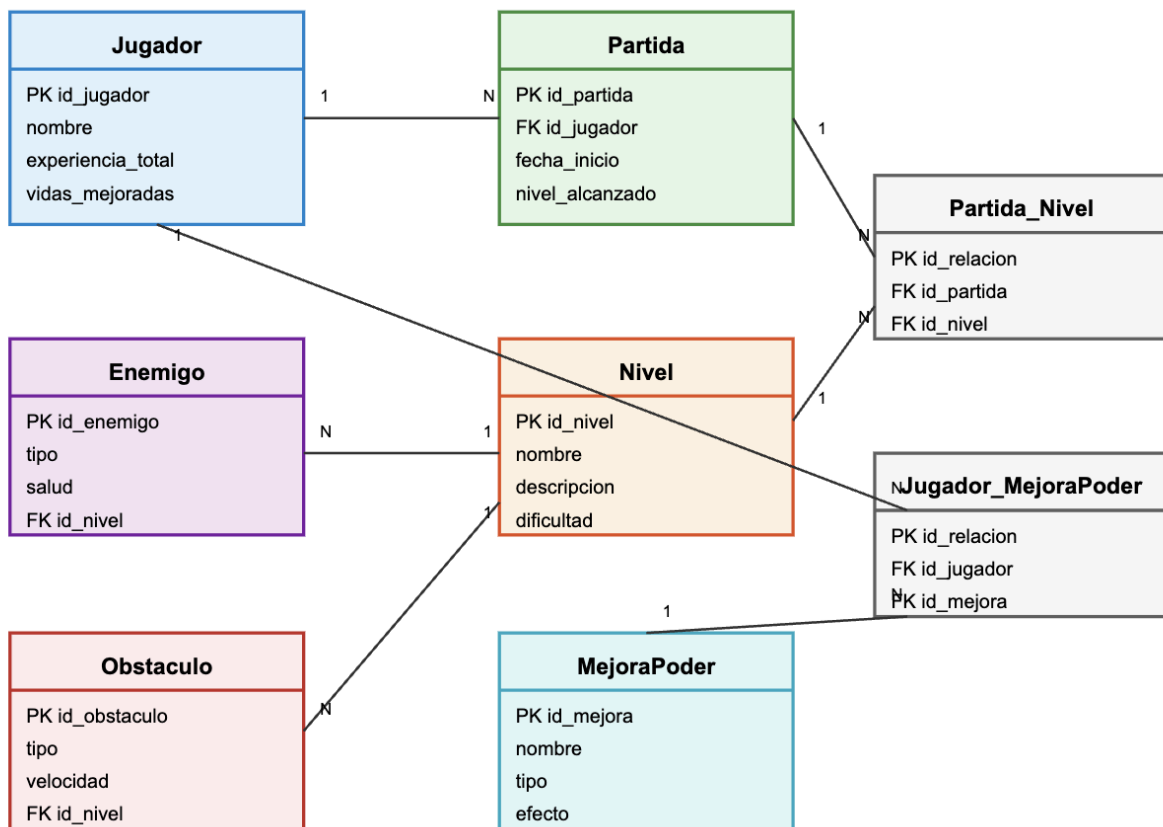 Jugador
PK id_jugador
nombre
experiencia_total
vidas_mejoradas
1
N
Partida
PK id_partida
FK id_jugador
fecha_inicio
nivel_alcanzado
1
N
Partida_Nivel
PK id_relacion
FK id_partida
FK id_nivel
1
N
1
Enemigo
PK id_enemigo
tipo
salud
FK id_nivel
N
1
Nivel
PK id_nivel
nombre
descripcion
dificultad
1
N
N
Jugador_MejoraPoder
PK id_relacion
FK id_jugador
FK id_mejora
N
1
Obstaculo
PK id_obstaculo
tipo
velocidad
FK id_nivel
MejoraPoder
PK id_mejora
nombre
tipo
efecto